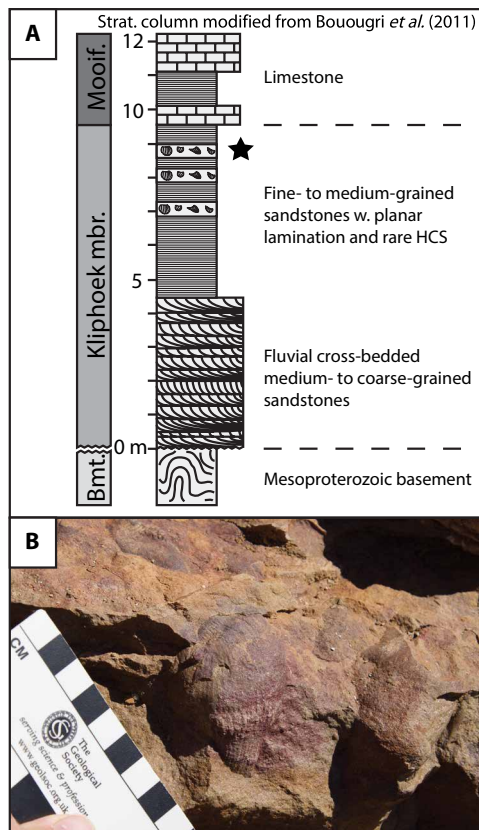 A
Strat. column modified from Bouougri et al. (2011)
12
10
5
0 m
Mooif.
Kliphoek mbr.
Bmt.
Limestone
Fine- to medium-grained
sandstones w. planar
lamination and rare HCS
Fluvial cross-bedded
medium- to coarse-grained
sandstones
Mesoproterozoic basement
B
CM
The
Geological
Society
serving science & profession
www.geolsoc.org.uk